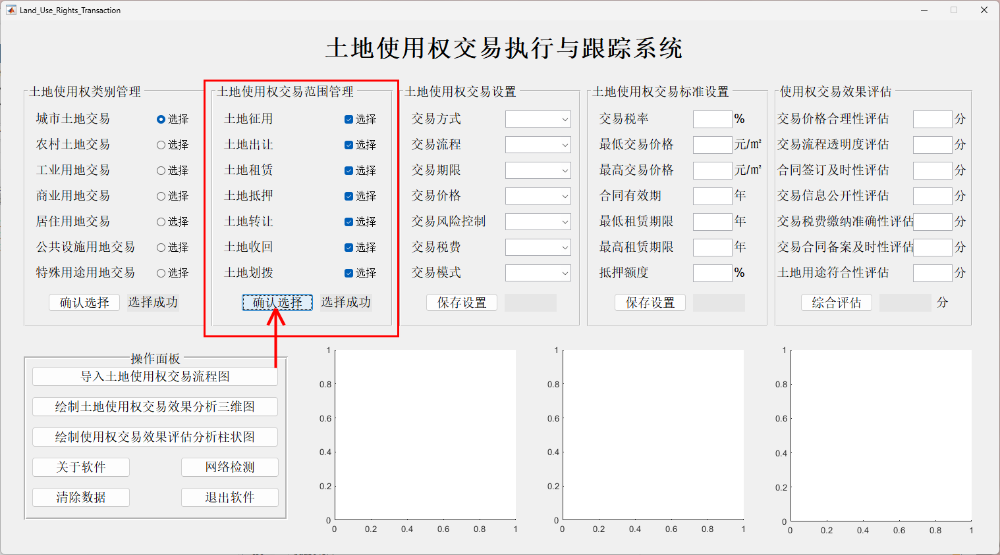 Land_Use_Rights_Transaction
土地使用权交易执行与跟踪系统
土地使用权类别管理
城市土地交易 选择
农村土地交易 选择
工业用地交易 选择
商业用地交易 选择
居住用地交易 选择
公共设施用地交易 选择
特殊用途用地交易 选择
确认选择 选择成功
土地使用权交易范围管理
土地征用 选择
土地出让 选择
土地租赁 选择
土地抵押 选择
土地转让 选择
土地收回 选择
土地划拨 选择
确认选择 选择成功
土地使用权交易设置
交易方式
交易流程
交易期限
交易价格
交易风险控制
交易税费
交易模式
保存设置
土地使用权交易标准设置
交易税率 %
最低交易价格 元/㎡
最高交易价格 元/㎡
合同有效期 年
最低租赁期限 年
最高租赁期限 年
抵押额度 %
保存设置
使用权交易效果评估
交易价格合理性评估 分
交易流程透明度评估 分
合同签订及时性评估 分
交易信息公开性评估 分
交易税费缴纳准确性评估 分
交易合同备案及时性评估 分
土地用途符合性评估 分
综合评估 分
操作面板
导入土地使用权交易流程图
绘制土地使用权交易效果分析三维图
绘制使用权交易效果评估分析柱状图
关于软件 网络检测
清除数据 退出软件
1
0.8
0.6
0.4
0.2
0
0 0.2 0.4 0.6 0.8 1
1
0.8
0.6
0.4
0.2
0
0 0.2 0.4 0.6 0.8 1
1
0.8
0.6
0.4
0.2
0
0 0.2 0.4 0.6 0.8 1